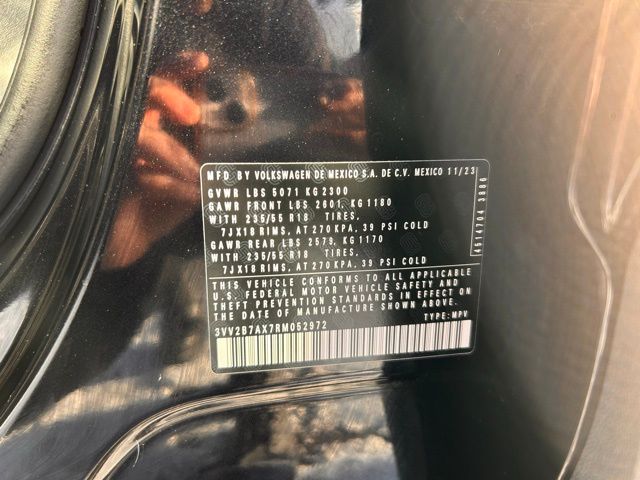 MFD. BY VOLKSWAGEN DE MEXICO S.A. DE C.V. MEXICO 11/23
GVWR LBS 5071 KG 2300
GAWR FRONT LBS 2601, KG 1180
WITH 235/55 R18 TIRES,
7JX18 RIMS, AT 270 KPA, 39 PSI COLD
GAWR REAR LBS 2579, KG 1170
WITH 235/55 R18 TIRES,
7JX18 RIMS, AT 270 KPA, 39 PSI COLD
THIS VEHICLE CONFORMS TO ALL APPLICABLE
U.S. FEDERAL MOTOR VEHICLE SAFETY AND
THEFT PREVENTION STANDARDS IN EFFECT ON
THE DATE OF MANUFACTURE SHOWN ABOVE.
3VV2B7AX7RM052972 TYPE: MPV
4514704 3886